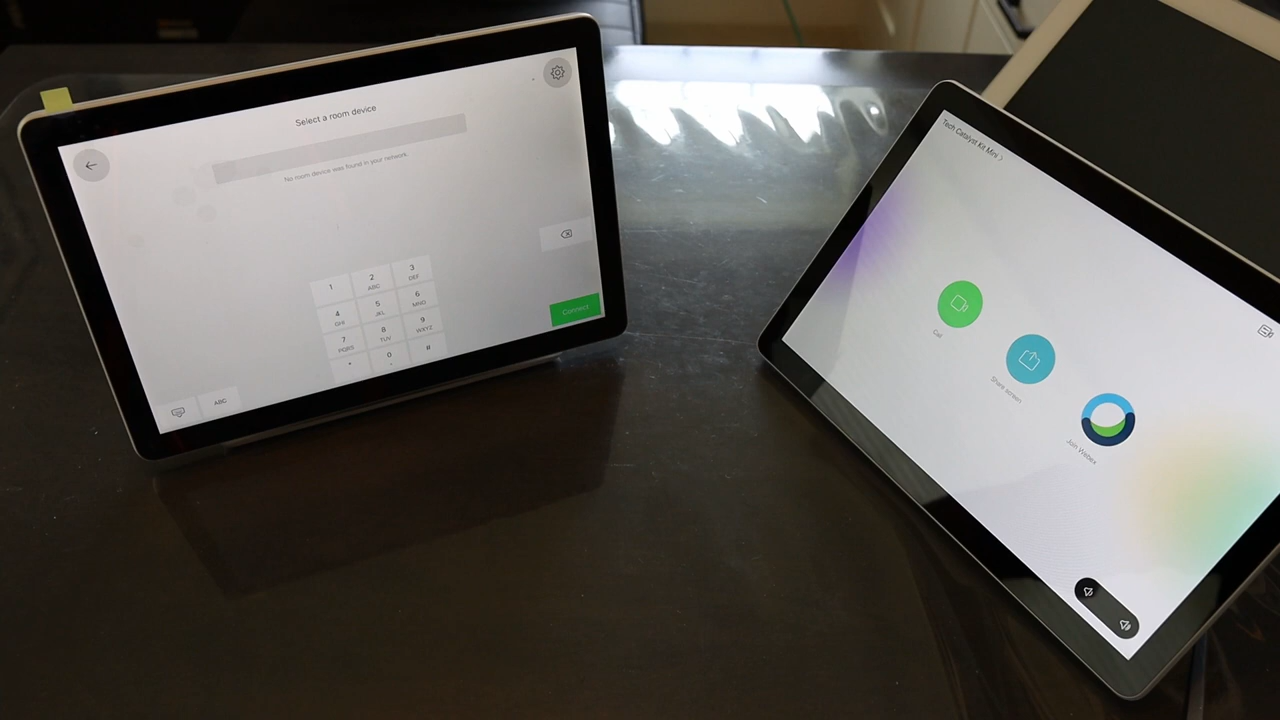 Select a room device
No room device was found in your network.
1
2
ABC
3
DEF
4
GHI
5
JKL
6
MNO
7
PQRS
8
TUV
9
WXYZ
*
0
#
ABC
Connect
Tech Catalyst Kit Mini
Call
Share screen
Join Webex